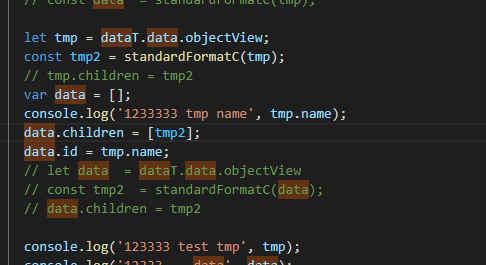 // const data  = standardFormatC(tmp);
let tmp = dataT.data.objectView;
const tmp2 = standardFormatC(tmp);
// tmp.children = tmp2
var data = [];
console.log('1233333 tmp name', tmp.name);
data.children = [tmp2];
data.id = tmp.name;
// let data  = dataT.data.objectView
// const tmp2  = standardFormatC(data);
// data.children = tmp2
console.log('123333 test tmp', tmp);
console.log('12333    data', data);